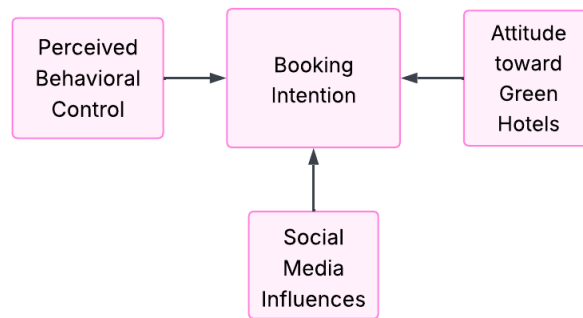 Perceived
Behavioral
Control
Booking
Intention
Attitude
toward
Green
Hotels
Social
Media
Influences